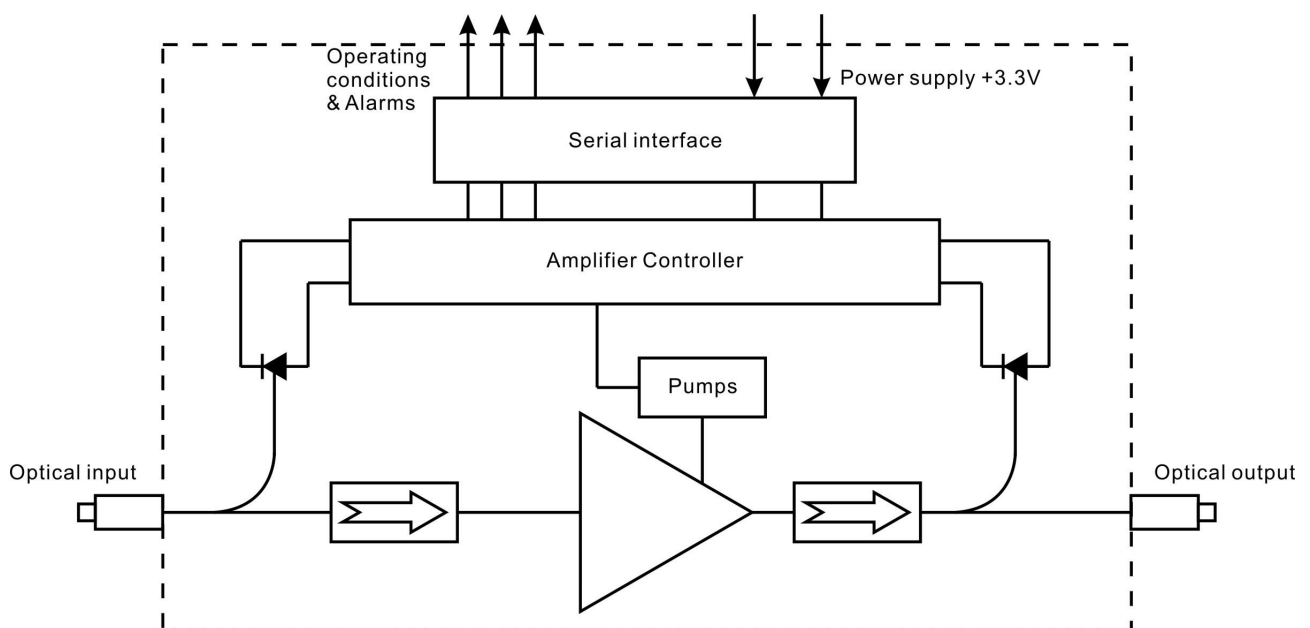 Operating
conditions
& Alarms
Power supply +3.3V
Serial interface
Amplifier Controller
Pumps
Optical input
Optical output